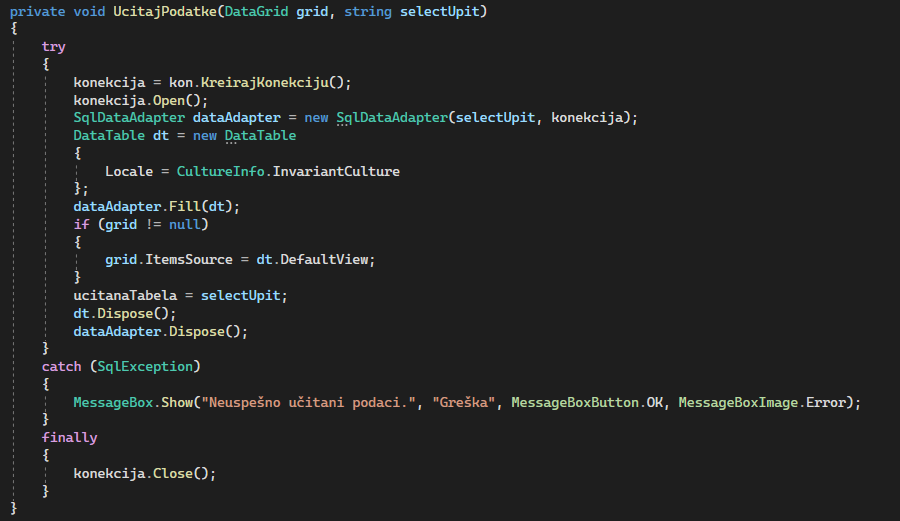 private void UcitajPodatke(DataGrid grid, string selectUpit)
{
    try
    {
        konekcija = kon.KreirajKonekciju();
        konekcija.Open();
        SqlDataAdapter dataAdapter = new SqlDataAdapter(selectUpit, konekcija);
        DataTable dt = new DataTable
        {
            Locale = CultureInfo.InvariantCulture
        };
        dataAdapter.Fill(dt);
        if (grid != null)
        {
            grid.ItemsSource = dt.DefaultView;
        }
        ucitanaTabela = selectUpit;
        dt.Dispose();
        dataAdapter.Dispose();
    }
    catch (SqlException)
    {
        MessageBox.Show("Neuspešno učitani podaci.", "Greška", MessageBoxButton.OK, MessageBoxImage.Error);
    }
    finally
    {
        konekcija.Close();
    }
}